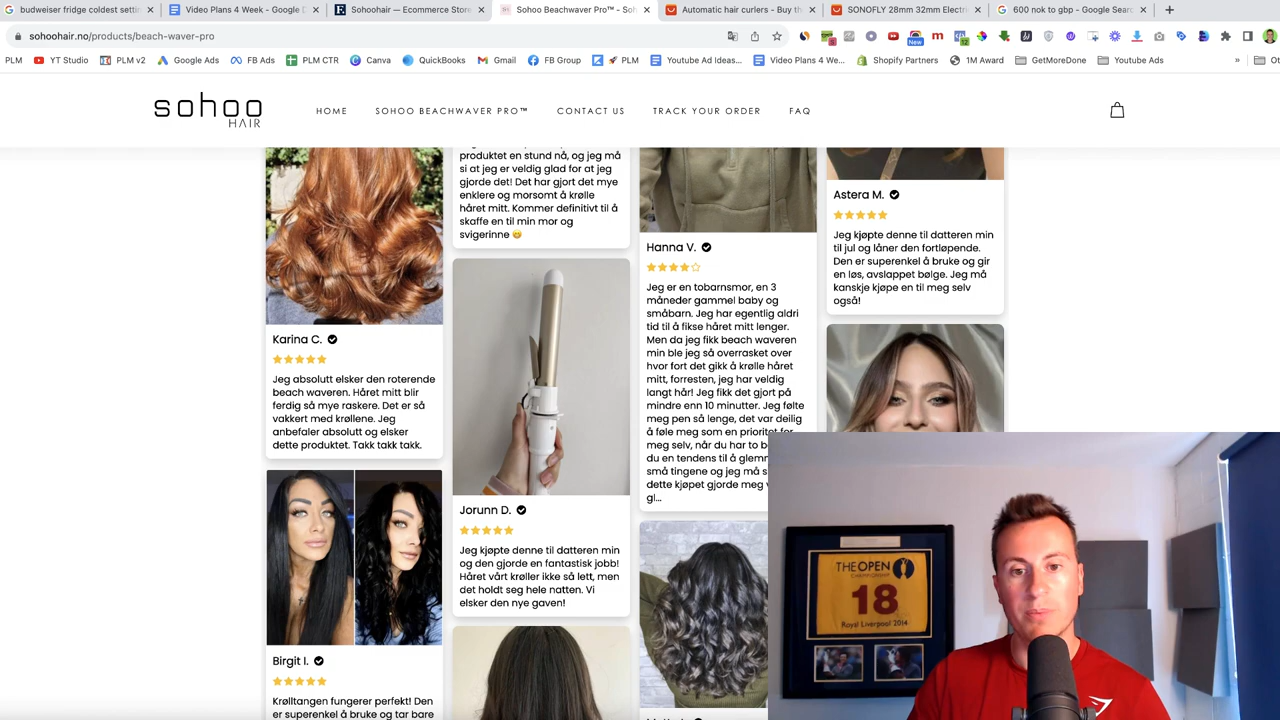 budweiser fridge coldest settin
Video Plans 4 Week - Google D
Sohoohair — Ecommerce Store
Sohoo Beachwaver Pro™ – Soh
Automatic hair curlers - Buy th
SONOFLY 28mm 32mm Electri
600 nok to gbp - Google Searc
sohoohair.no/products/beach-waver-pro
PLM
YT Studio
PLM v2
Google Ads
FB Ads
PLM CTR
Canva
QuickBooks
Gmail
FB Group
PLM
Youtube Ad Ideas...
Video Plans 4 We...
Shopify Partners
1M Award
GetMoreDone
Youtube Ads
»
Ot
sohoo
HAIR
HOME
SOHOO BEACHWAVER PRO™
CONTACT US
TRACK YOUR ORDER
FAQ
Karina C.
Jeg absolutt elsker den roterende
beach waveren. Håret mitt blir
ferdig så mye raskere. Det er så
vakkert med krøllene. Jeg
anbefaler absolutt og elsker
dette produktet. Takk takk takk.
Birgit I.
Krølltangen fungerer perfekt! Den
er superenkel å bruke og tar bare
produktet en stund nå, og jeg må
si at jeg er veldig glad for at jeg
gjorde det! Det har gjort det mye
enklere og morsomt å krølle
håret mitt. Kommer definitivt til å
skaffe en til min mor og
svigerinne 😊
Jorunn D.
Jeg kjøpte denne til datteren min
og den gjorde en fantastisk jobb!
Håret vårt krøller ikke så lett, men
det holdt seg hele natten. Vi
elsker den nye gaven!
Hanna V.
Jeg er en tobarnsmor, en 3
måneder gammel baby og
småbarn. Jeg har egentlig aldri
tid til å fikse håret mitt lenger.
Men da jeg fikk beach waveren
min ble jeg så overrasket over
hvor fort det gikk å krølle håret
mitt, forresten, jeg har veldig
langt hår! Jeg fikk det gjort på
mindre enn 10 minutter. Jeg følte
meg pen så lenge, det var deilig
å føle meg som en prioritet for
meg selv, når du har to b
du en tendens til å glemm
små tingene og jeg må s
dette kjøpet gjorde meg v
gl...
Astera M.
Jeg kjøpte denne til datteren min
til jul og låner den fortløpende.
Den er superenkel å bruke og gir
en løs, avslappet bølge. Jeg må
kanskje kjøpe en til meg selv
også!
THE OPEN
CHAMPIONSHIP
18
Royal Liverpool 2014